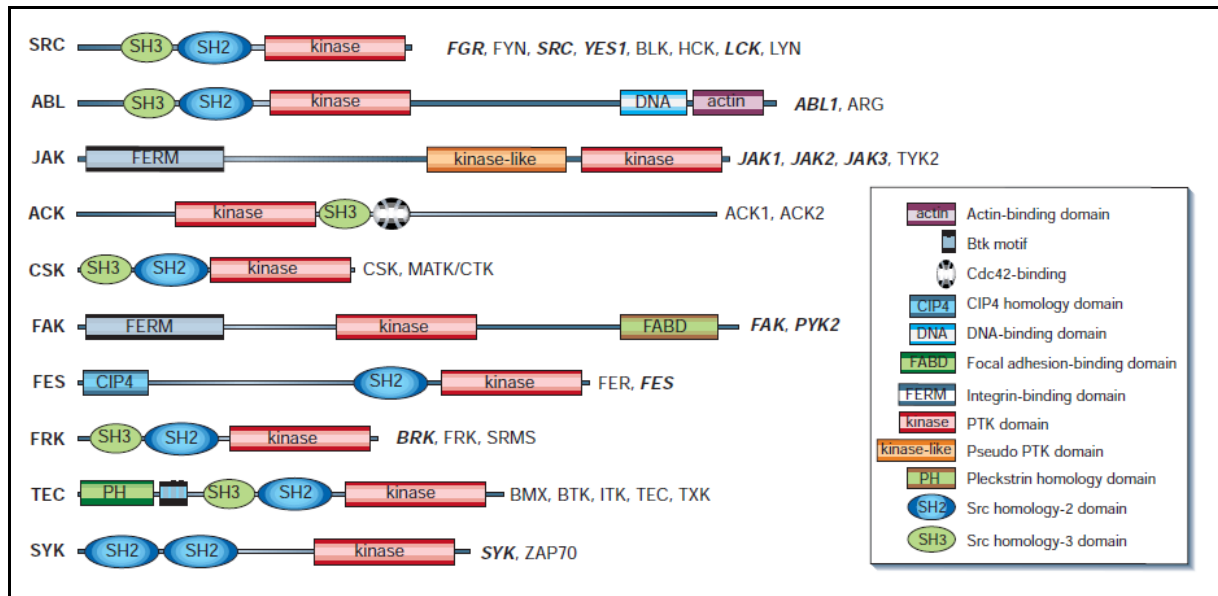 SRC SH3 SH2 kinase FGR, FYN, SRC, YES1, BLK, HCK, LCK, LYN
ABL SH3 SH2 kinase DNA actin ABL1, ARG
JAK FERM kinase-like kinase JAK1, JAK2, JAK3, TYK2
ACK kinase SH3 ACK1, ACK2
CSK SH3 SH2 kinase CSK, MATK/CTK
FAK FERM kinase FABD FAK, PYK2
FES CIP4 SH2 kinase FER, FES
FRK SH3 SH2 kinase BRK, FRK, SRMS
TEC PH SH3 SH2 kinase BMX, BTK, ITK, TEC, TXK
SYK SH2 SH2 kinase SYK, ZAP70
actin Actin-binding domain
Btk motif
Cdc42-binding
CIP4 CIP4 homology domain
DNA DNA-binding domain
FABD Focal adhesion-binding domain
FERM Integrin-binding domain
kinase PTK domain
kinase-like Pseudo PTK domain
PH Pleckstrin homology domain
SH2 Src homology-2 domain
SH3 Src homology-3 domain